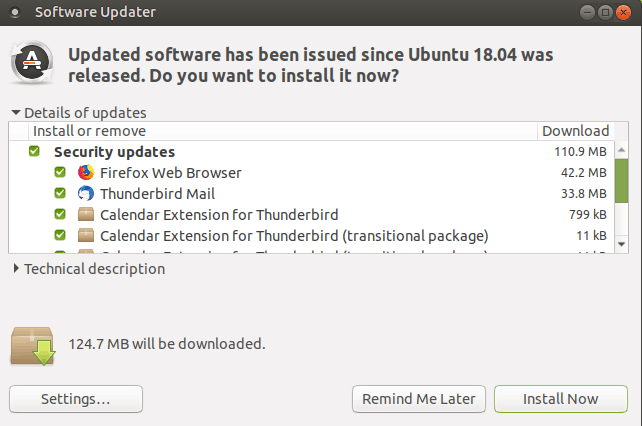 Software Updater
Updated software has been issued since Ubuntu 18.04 was
released. Do you want to install it now?
Details of updates
Install or remove Download
Security updates 110.9 MB
Firefox Web Browser 42.2 MB
Thunderbird Mail 33.8 MB
Calendar Extension for Thunderbird 799 kB
Calendar Extension for Thunderbird (transitional package) 11 kB
Technical description
124.7 MB will be downloaded.
Settings... Remind Me Later Install Now